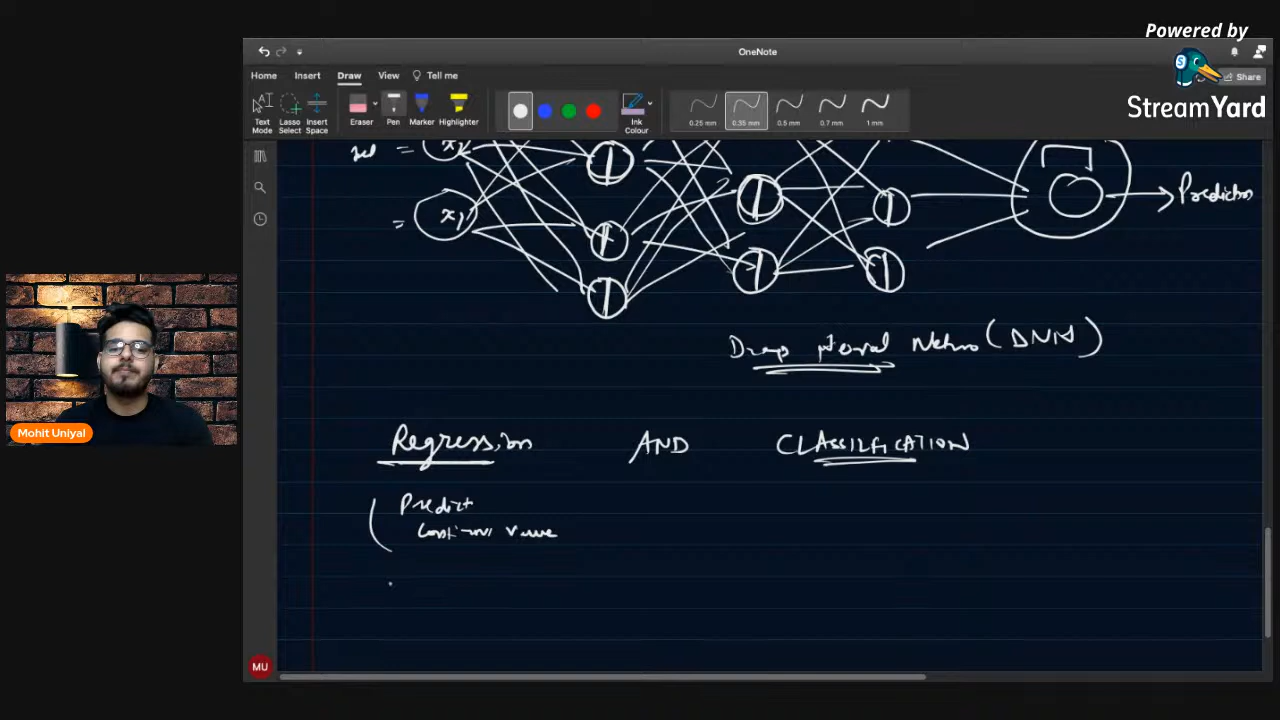 Powered by
StreamYard
OneNote
Home Insert Draw View Tell me
Share
Text Mode
Lasso Select
Insert Space
Eraser
Pen
Marker
Highlighter
Ink Colour
0.25 mm 0.35 mm 0.5 mm 0.7 mm 1 mm
=
x1
=
Prediction
Deep Neural Networ (DNN)
Regression AND CLASSIFICATION
Predict
Continous Value
Mohit Uniyal
MU